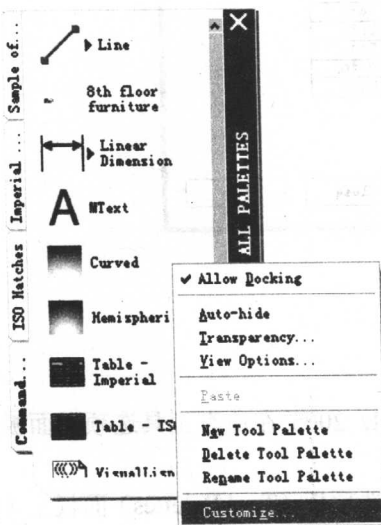 Sample of...
Imperial ...
ISO Hatches
Command...
Line
8th floor
furniture
Linear
Dimension
A
MText
Curved
Hemispheri
Table -
Imperial
Table - ISO
VisualLisp
ALL PALETTES
Allow Docking
Auto-hide
Transparency...
View Options...
Paste
New Tool Palette
Delete Tool Palette
Rename Tool Palette
Customize...